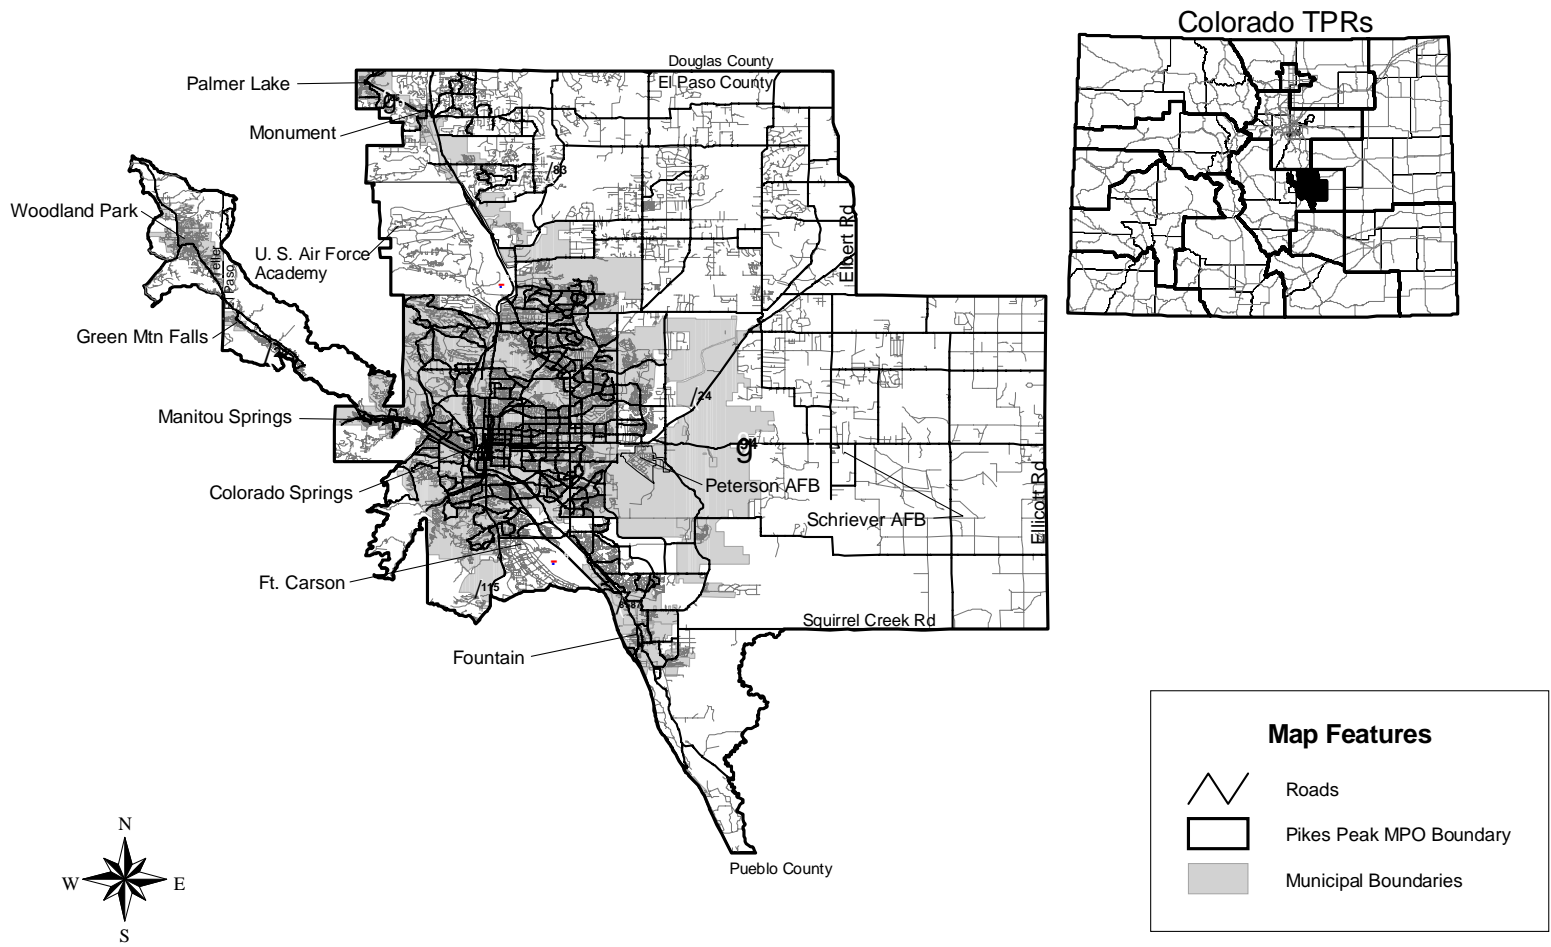 Colorado TPRs
Douglas County
El Paso County
Palmer Lake
Monument
83
Woodland Park
U. S. Air Force
Academy
Elbert Rd
Teller
El Paso
Green Mtn Falls
24
Manitou Springs
94
Colorado Springs
Peterson AFB
Schriever AFB
Ellicott Rd
Ft. Carson
115
Squirrel Creek Rd
Fountain
Pueblo County
Map Features
Roads
Pikes Peak MPO Boundary
Municipal Boundaries
N
W
E
S